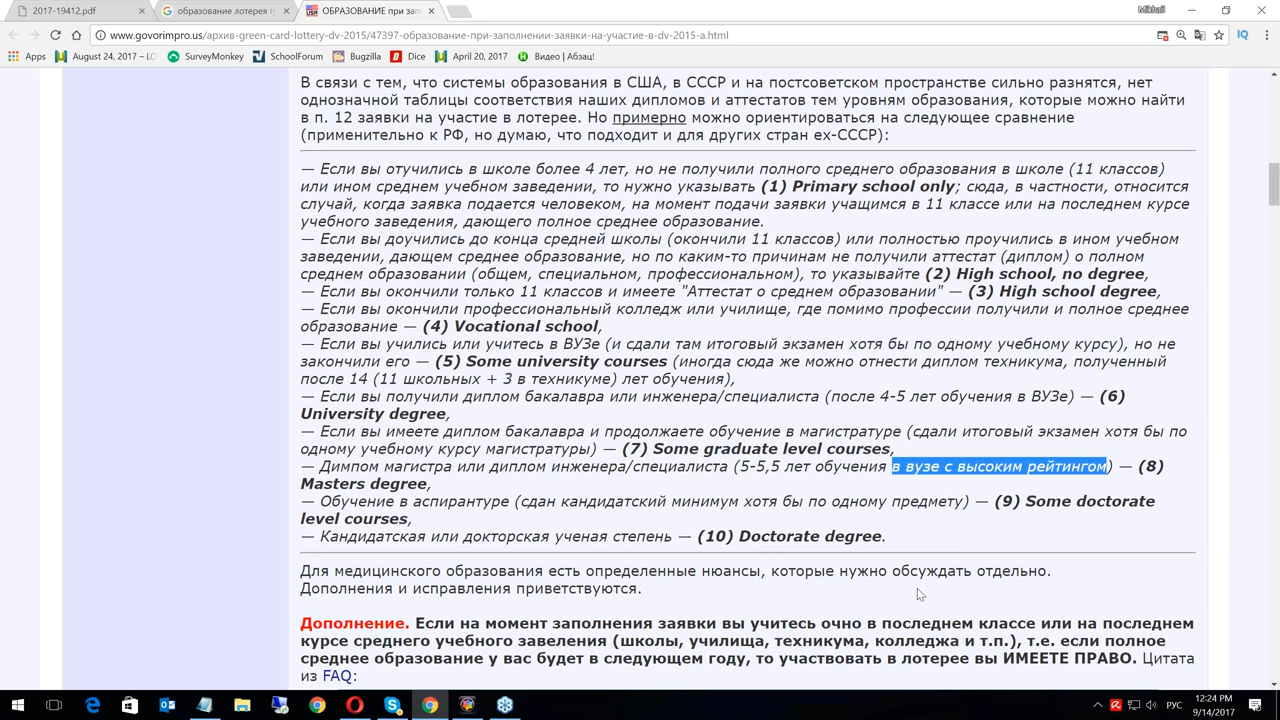 2017-19412.pdf
образование лотерея г
ОБРАЗОВАНИЕ при зап
Mikhail
www.govorimpro.us/архив-green-card-lottery-dv-2015/47397-образование-при-заполнении-заявки-на-участие-в-dv-2015-a.html
Apps August 24, 2017 – LO SurveyMonkey SchoolForum Bugzilla Dice April 20, 2017 Видео | Абзац!
В связи с тем, что системы образования в США, в СССР и на постсоветском пространстве сильно разнятся, нет
однозначной таблицы соответствия наших дипломов и аттестатов тем уровням образования, которые можно найти
в п. 12 заявки на участие в лотерее. Но примерно можно ориентироваться на следующее сравнение
(применительно к РФ, но думаю, что подходит и для других стран ex-СССР):
— Если вы отучились в школе более 4 лет, но не получили полного среднего образования в школе (11 классов)
или ином среднем учебном заведении, то нужно указывать (1) Primary school only; сюда, в частности, относится
случай, когда заявка подается человеком, на момент подачи заявки учащимся в 11 классе или на последнем курсе
учебного заведения, дающего полное среднее образование.
— Если вы доучились до конца средней школы (окончили 11 классов) или полностью проучились в ином учебном
заведении, дающем среднее образование, но по каким-то причинам не получили аттестат (диплом) о полном
среднем образовании (общем, специальном, профессиональном), то указывайте (2) High school, no degree,
— Если вы окончили только 11 классов и имеете "Аттестат о среднем образовании" — (3) High school degree,
— Если вы окончили профессиональный колледж или училище, где помимо профессии получили и полное среднее
образование — (4) Vocational school,
— Если вы учились или учитесь в ВУЗе (и сдали там итоговый экзамен хотя бы по одному учебному курсу), но не
закончили его — (5) Some university courses (иногда сюда же можно отнести диплом техникума, полученный
после 14 (11 школьных + 3 в техникуме) лет обучения),
— Если вы получили диплом бакалавра или инженера/специалиста (после 4-5 лет обучения в ВУЗе) — (6)
University degree,
— Если вы имеете диплом бакалавра и продолжаете обучение в магистратуре (сдали итоговый экзамен хотя бы по
одному учебному курсу магистратуры) — (7) Some graduate level courses,
— Димпом магистра или диплом инженера/специалиста (5-5,5 лет обучения в вузе с высоким рейтингом) — (8)
Masters degree,
— Обучение в аспирантуре (сдан кандидатский минимум хотя бы по одному предмету) — (9) Some doctorate
level courses,
— Кандидатская или докторская ученая степень — (10) Doctorate degree.
Для медицинского образования есть определенные нюансы, которые нужно обсуждать отдельно.
Дополнения и исправления приветствуются.
Дополнение. Если на момент заполнения заявки вы учитесь очно в последнем классе или на последнем
курсе среднего учебного завеления (школы, училища, техникума, колледжа и т.п.), т.е. если полное
среднее образование у вас будет в следующем году, то участвовать в лотерее вы ИМЕЕТЕ ПРАВО. Цитата
из FAQ:
РУС
12:24 PM
9/14/2017